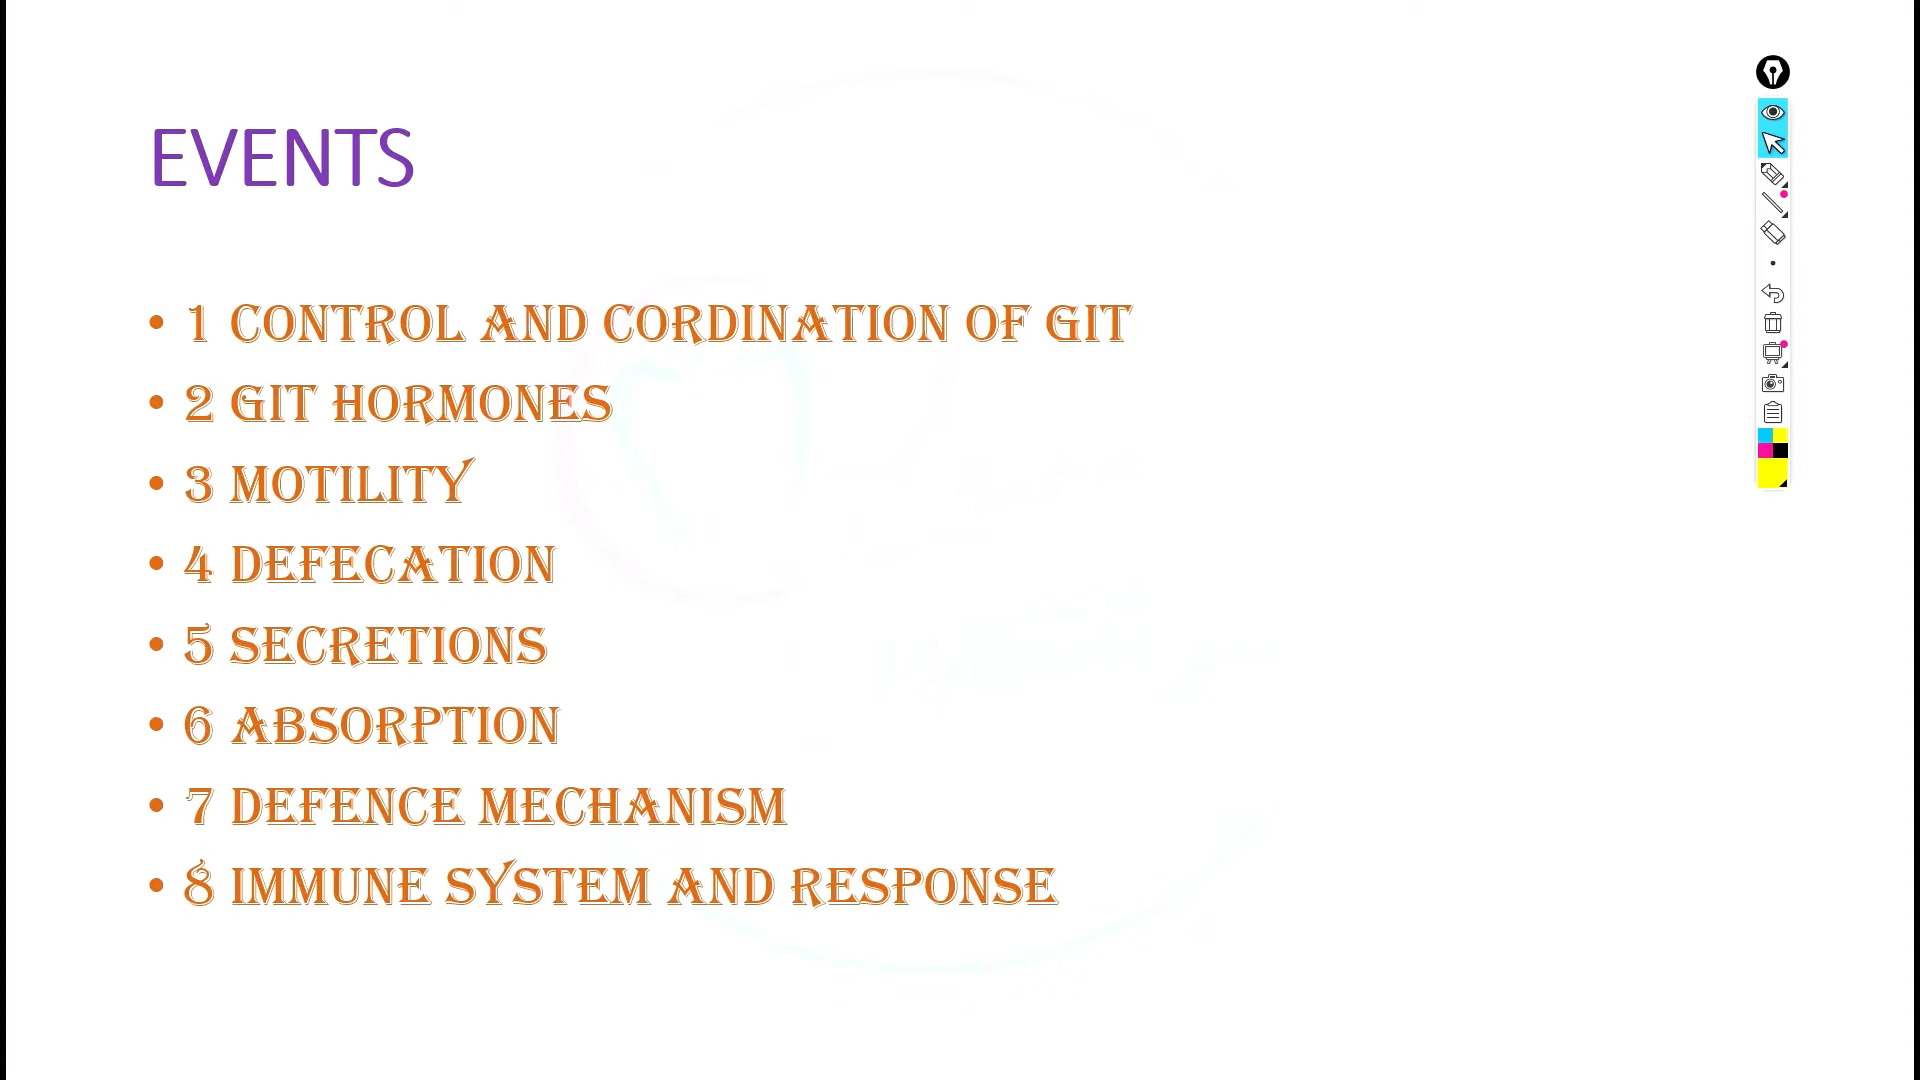 EVENTS
• 1 CONTROL AND CORDINATION OF GIT
• 2 GIT HORMONES
• 3 MOTILITY
• 4 DEFECATION
• 5 SECRETIONS
• 6 ABSORPTION
• 7 DEFENCE MECHANISM
• 8 IMMUNE SYSTEM AND RESPONSE